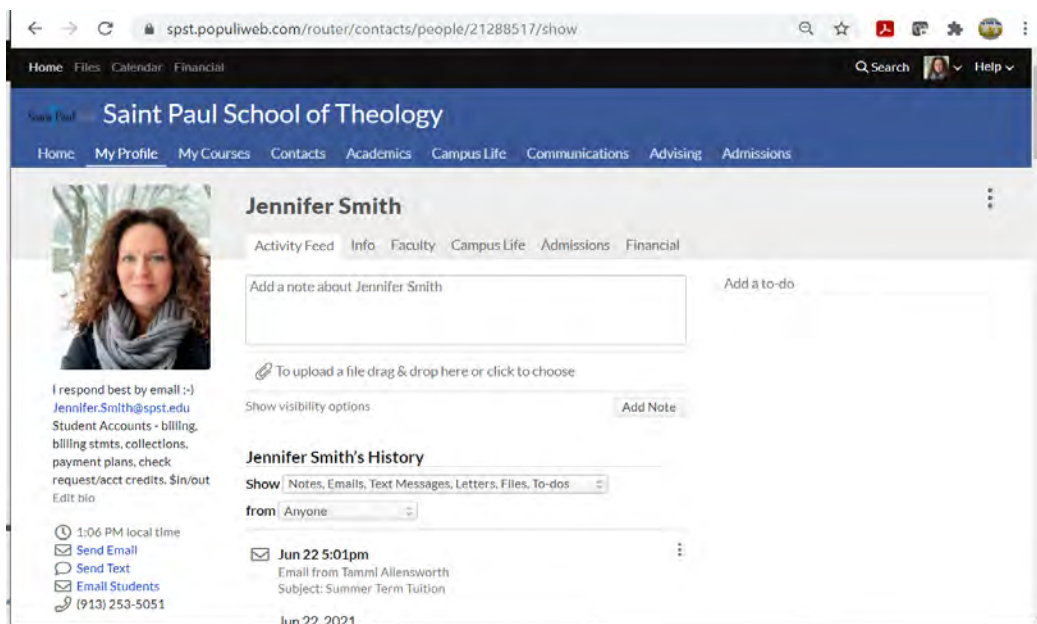 spst.populiweb.com/router/contacts/people/21288517/show
Home Files Calendar Financial
Search
Help
Saint Paul
Saint Paul School of Theology
Home My Profile My Courses Contacts Academics Campus Life Communications Advising Admissions
Jennifer Smith
Activity Feed Info Faculty Campus Life Admissions Financial
Add a note about Jennifer Smith
Add a to-do
To upload a file drag & drop here or click to choose
Show visibility options
Add Note
I respond best by email :-)
Jennifer.Smith@spst.edu
Student Accounts - billing,
billing stmts, collections,
payment plans, check
request/acct credits. $in/out
Edit bio
1:06 PM local time
Send Email
Send Text
Email Students
(913) 253-5051
Jennifer Smith's History
Show Notes, Emails, Text Messages, Letters, Files, To-dos
from Anyone
Jun 22 5:01pm
Email from Tammi Allensworth
Subject: Summer Term Tuition
Jun 22, 2021